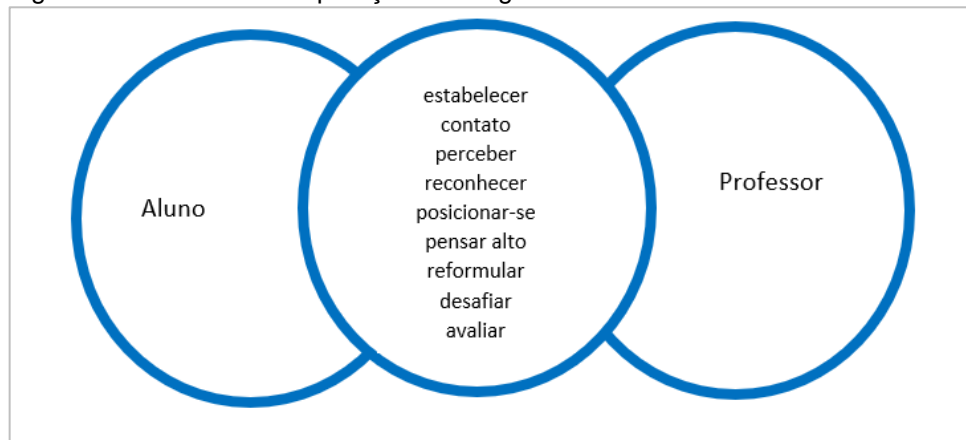 Aluno
estabelecer
contato
perceber
reconhecer
posicionar-se
pensar alto
reformular
desafiar
avaliar
Professor